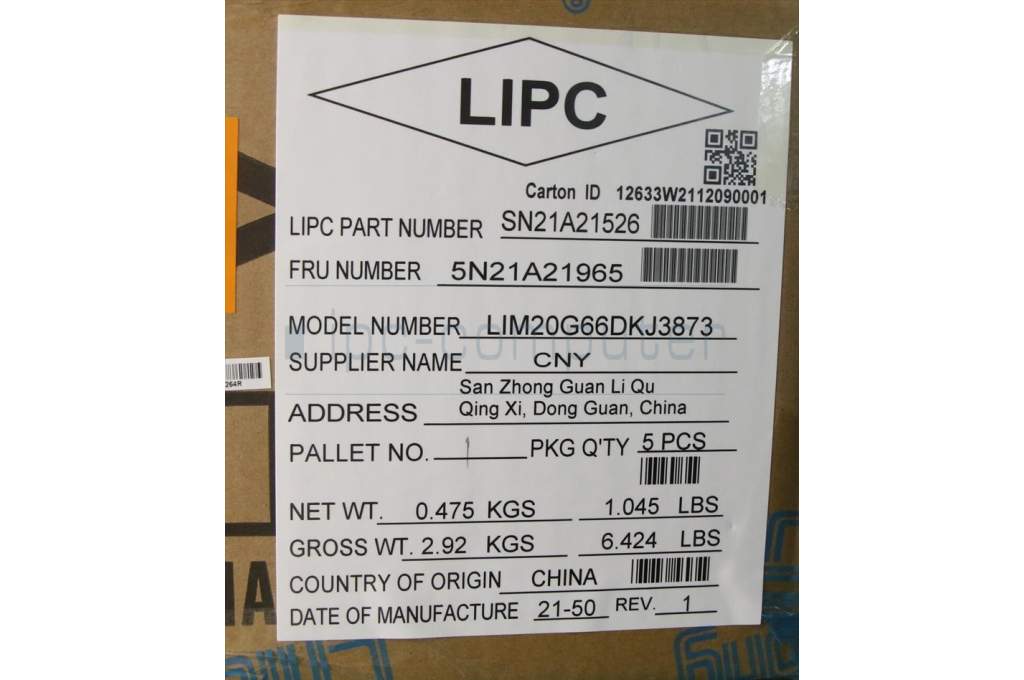 LIPC
Carton ID 12633W2112090001
LIPC PART NUMBER SN21A21526
FRU NUMBER 5N21A21965
MODEL NUMBER LIM20G66DKJ3873
ipc-computer
SUPPLIER NAME CNY
San Zhong Guan Li Qu
ADDRESS Qing Xi, Dong Guan, China
PALLET NO. 1 PKG Q'TY 5 PCS
NET WT. 0.475 KGS 1.045 LBS
GROSS WT. 2.92 KGS 6.424 LBS
COUNTRY OF ORIGIN CHINA
DATE OF MANUFACTURE 21-50 REV. 1
264R